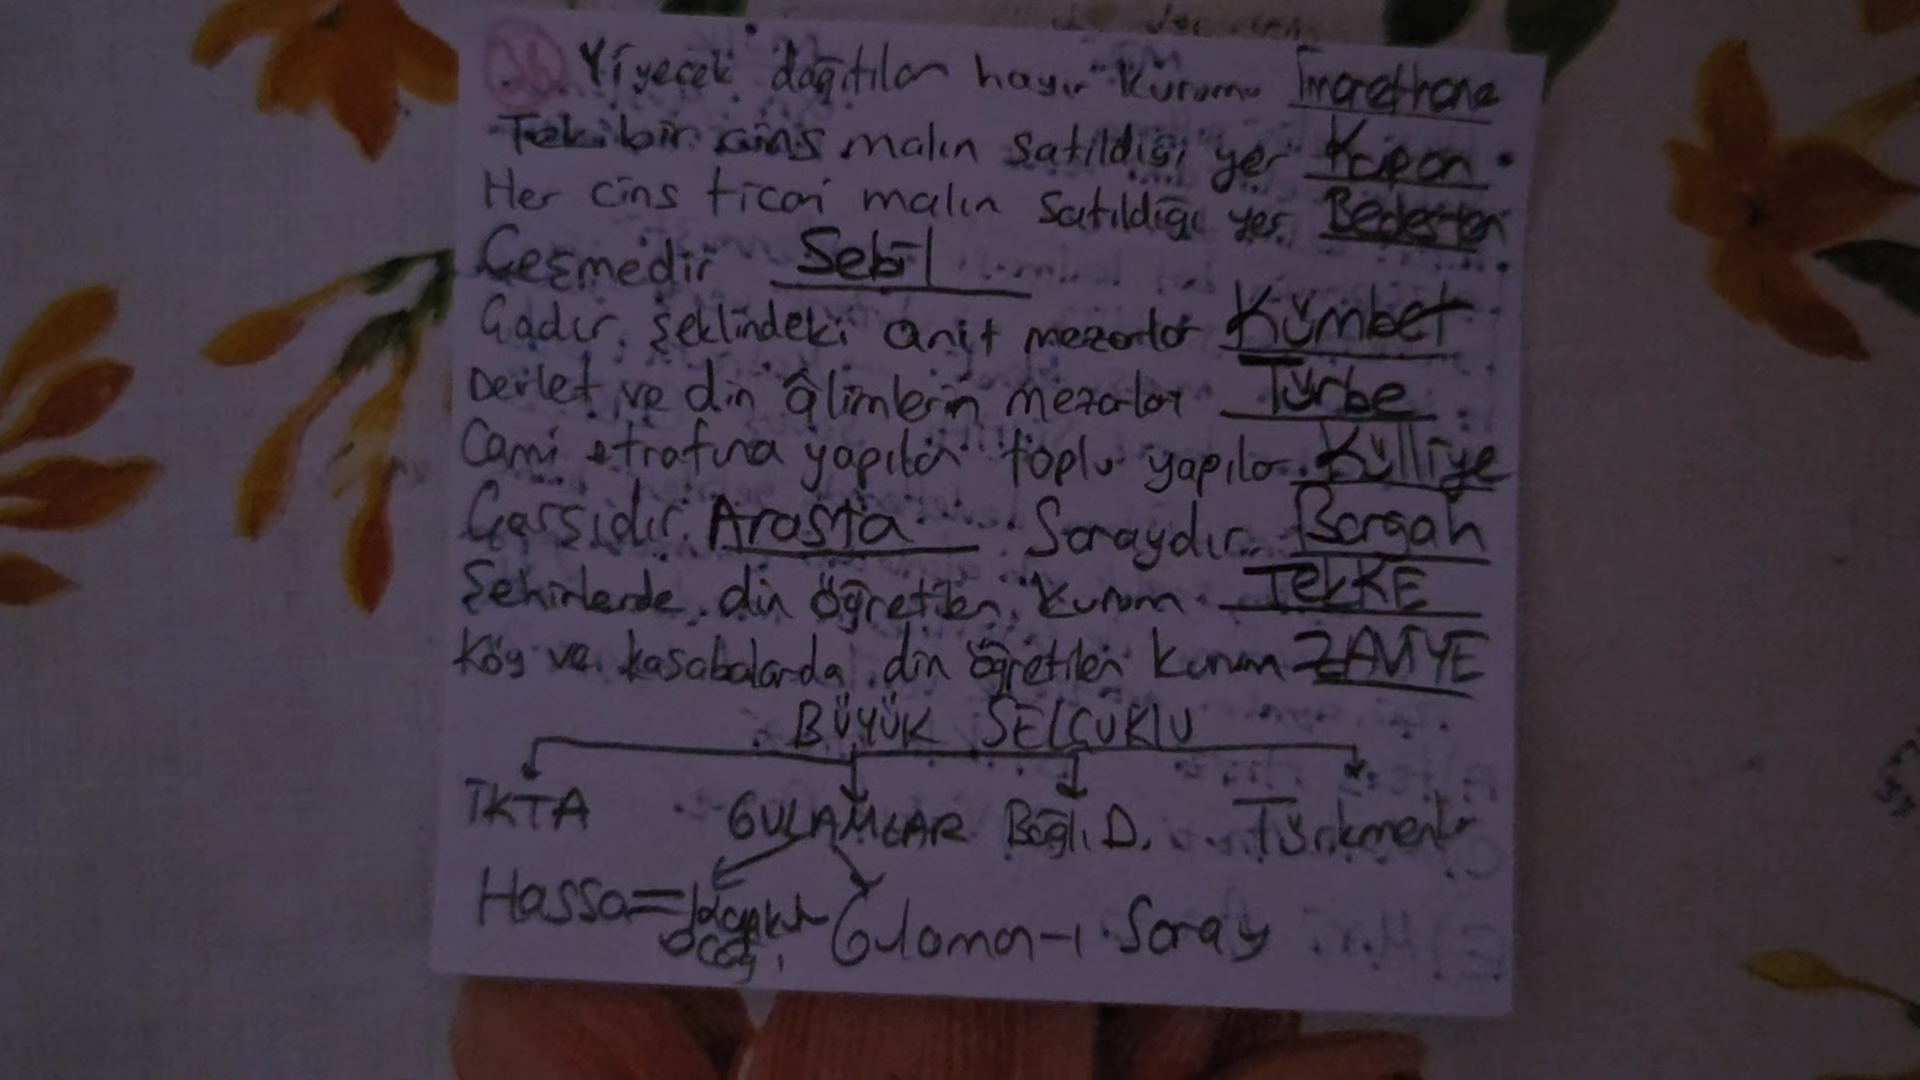 26 Yiyecek dağıtılan hayır kurumu İmarethane
Tek bir cins malın satıldığı yer Kapan
Her cins ticari malın satıldığı yer Bedesten
Çeşmedir Sebil
Çadır şeklindeki anıt mezarlar Kümbet
Devlet ve din âlimlerin mezarları Türbe
Cami etrafına yapılan toplu yapılar Külliye
Çarşıdır Arasta Saraydır Bargah
Şehirlerde din öğretilen kurum TEKKE
Köy ve kasabalarda din öğretilen kurum ZAVİYE
BÜYÜK SELÇUKLU
İKTA GULAMLAR Bağlı D. Türkmenler
Hassa= Gulaman-ı Saray
ocağı